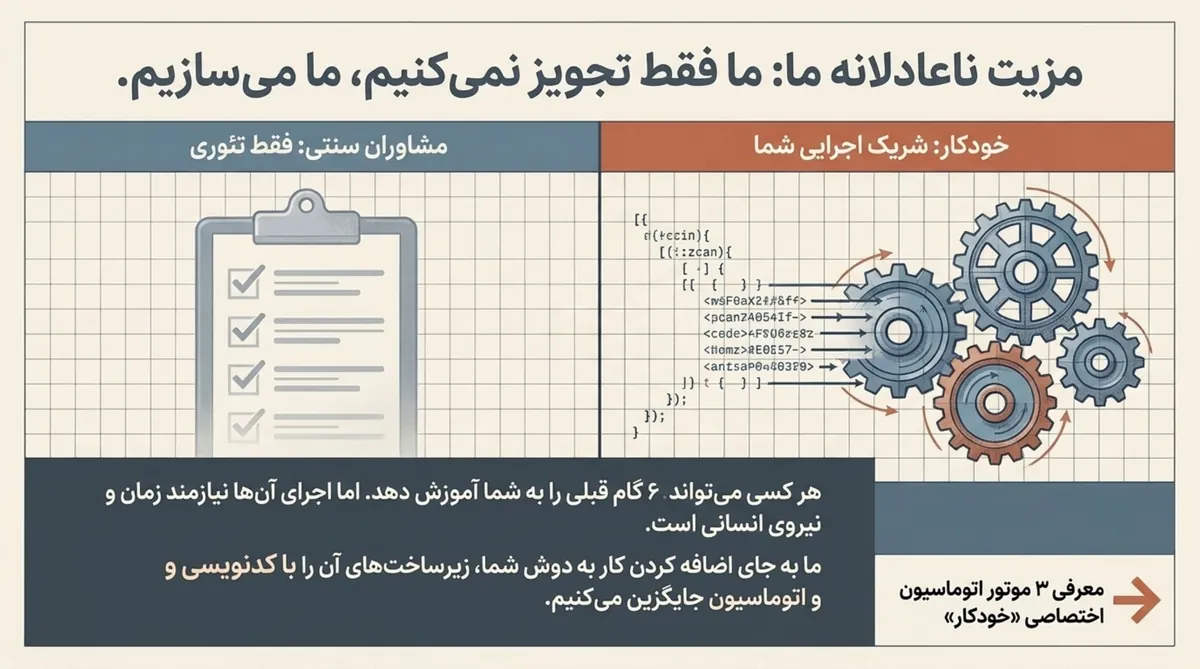 مزیت ناعادلانه ما: ما فقط تجویز نمی‌کنیم، ما می‌سازیم.
خودکار: شریک اجرایی شما
مشاوران سنتی: فقط تئوری
[{
[(::zcan){
});
});
}
هر کسی می‌تواند ۶ گام قبلی را به شما آموزش دهد. اما اجرای آن‌ها نیازمند زمان و
نیروی انسانی است.
ما به جای اضافه کردن کار به دوش شما، زیرساخت‌های آن را با کدنویسی و
و اتوماسیون جایگزین می‌کنیم.
معرفی ۳ موتور اتوماسیون
اختصاصی «خودکار»